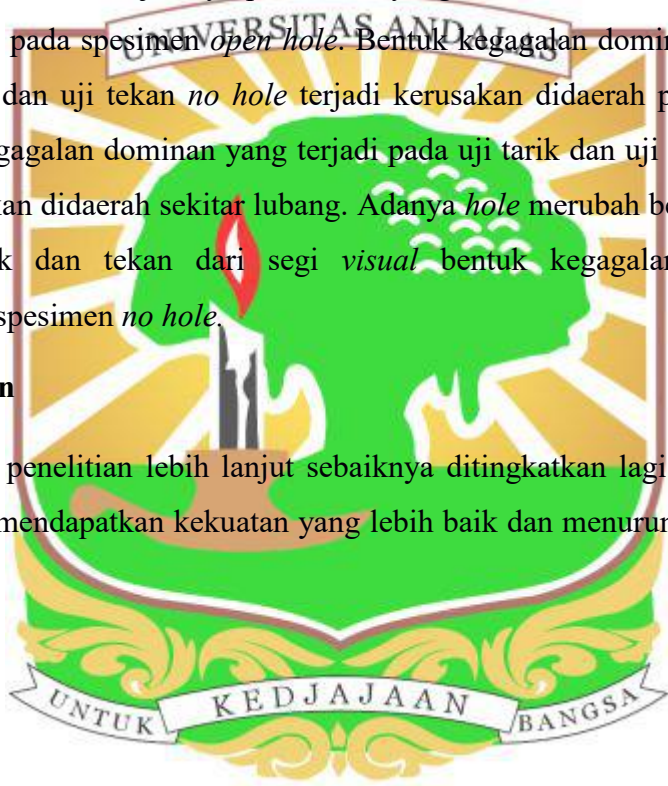 UNIVERSITAS ANDALAS
pada spesimen open hole. Bentuk kegagalan domin
dan uji tekan no hole terjadi kerusakan didaerah p
gagalan dominan yang terjadi pada uji tarik dan uji
kan didaerah sekitar lubang. Adanya hole merubah be
k dan tekan dari segi visual bentuk kegagalan
spesimen no hole.
n
penelitian lebih lanjut sebaiknya ditingkatkan lagi
mendapatkan kekuatan yang lebih baik dan menurun
UNTUK KEDJAJAAN BANGSA